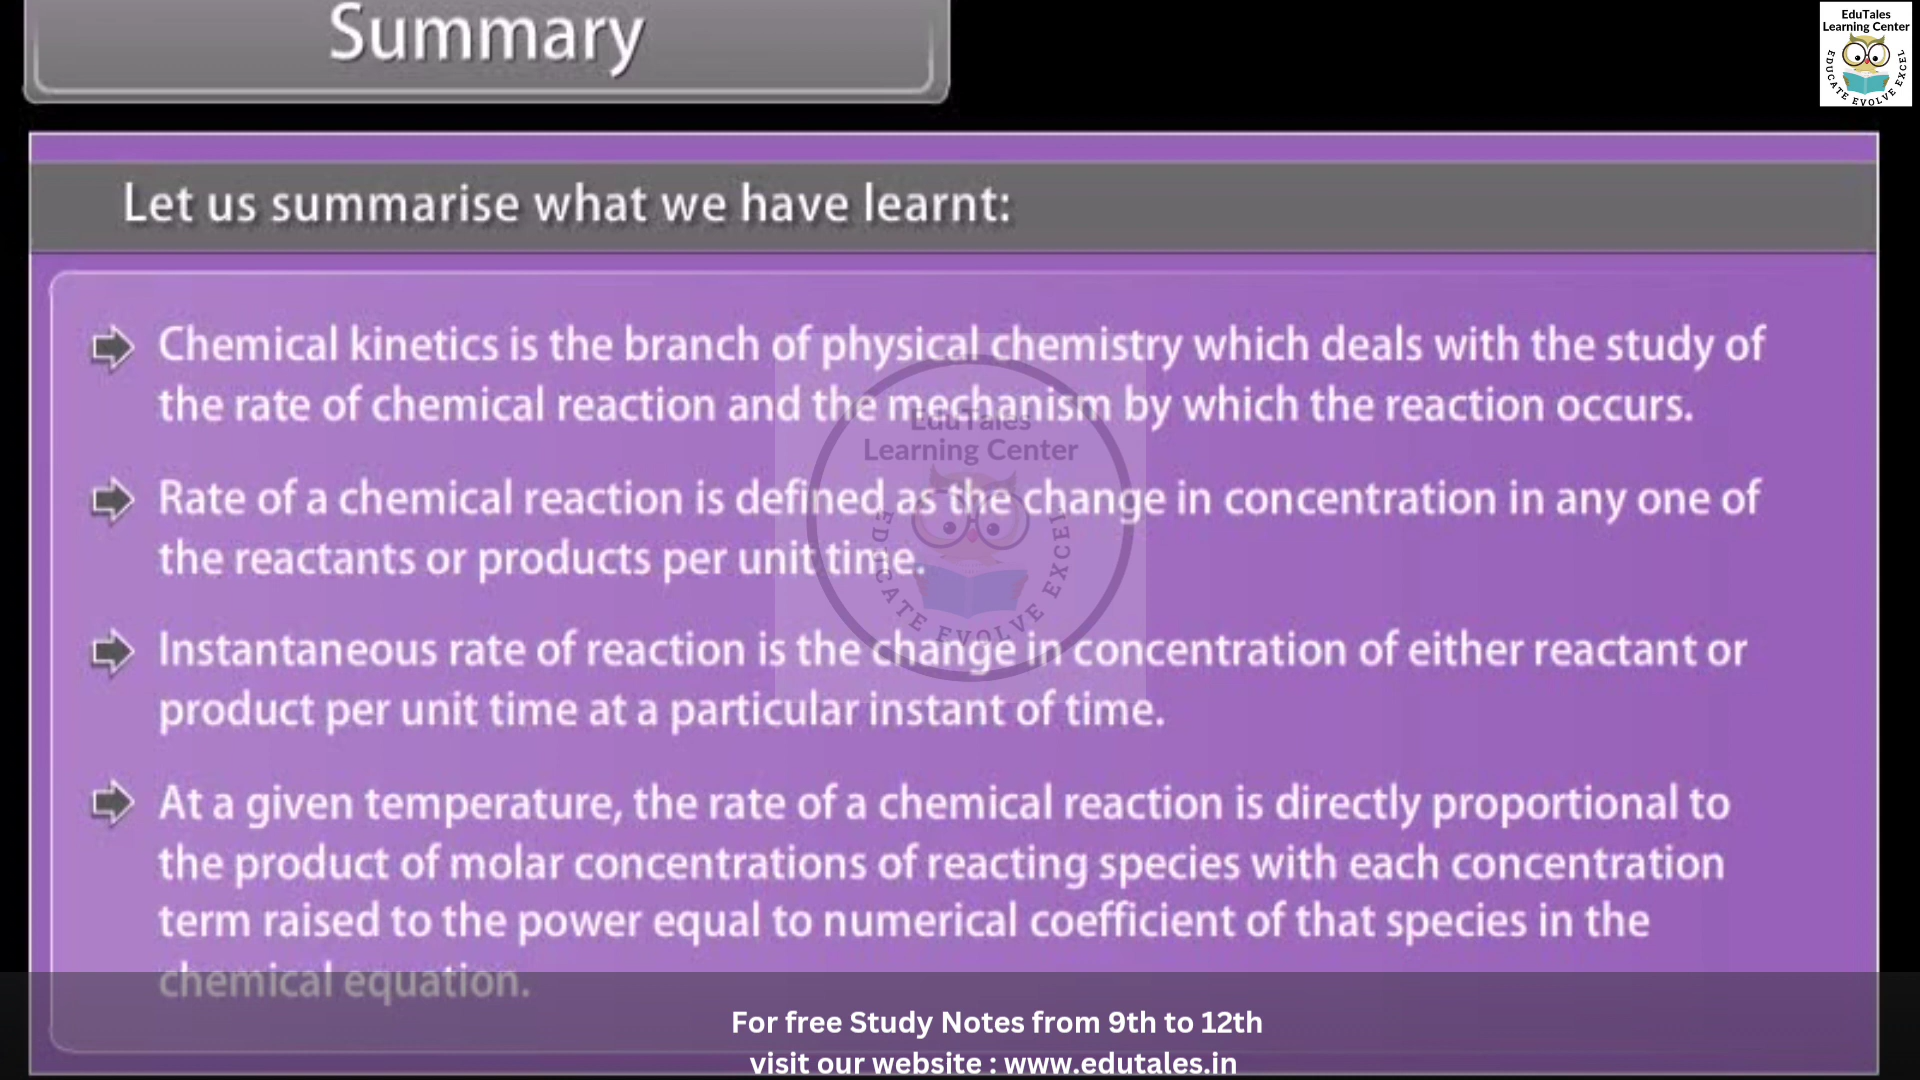 Summary
EduTales
Learning Center
EDUCATE EVOLVE EXCEL
Let us summarise what we have learnt:
Chemical kinetics is the branch of physical chemistry which deals with the study of
the rate of chemical reaction and the mechanism by which the reaction occurs.
Rate of a chemical reaction is defined as the change in concentration in any one of
the reactants or products per unit time.
Instantaneous rate of reaction is the change in concentration of either reactant or
product per unit time at a particular instant of time.
At a given temperature, the rate of a chemical reaction is directly proportional to
the product of molar concentrations of reacting species with each concentration
term raised to the power equal to numerical coefficient of that species in the
chemical equation.
EduTales
Learning Center
EDUCATE EVOLVE EXCEL
For free Study Notes from 9th to 12th
visit our website : www.edutales.in